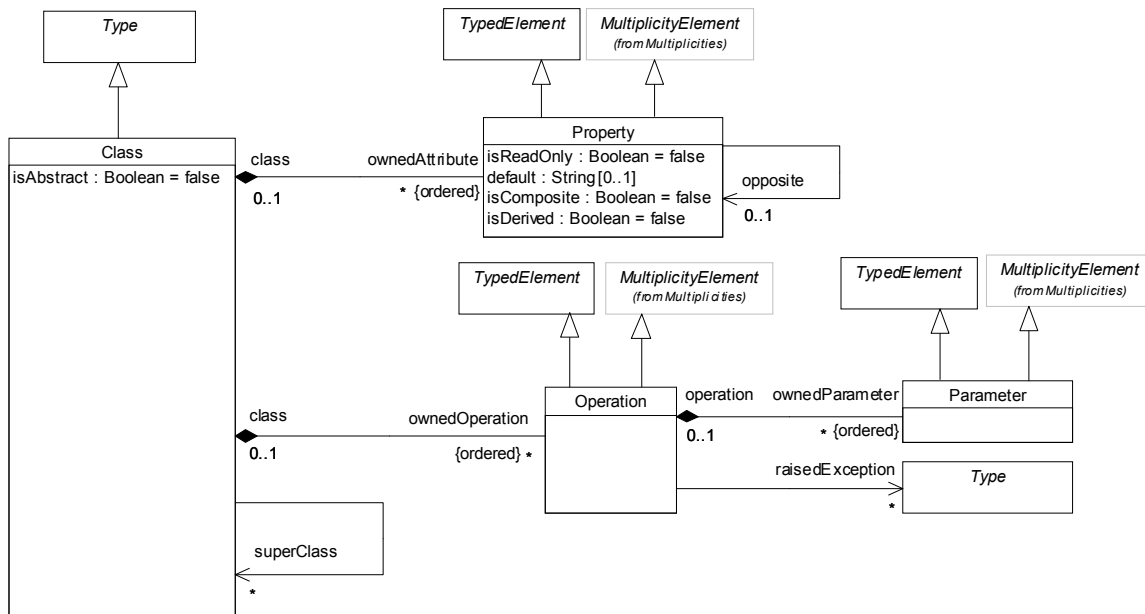 Type
TypedElement
MultiplicityElement
(from Multiplicities)
Class
isAbstract : Boolean = false
class
0..1
ownedAttribute
* {ordered}
Property
isReadOnly : Boolean = false
default : String [0..1]
isComposite : Boolean = false
isDerived : Boolean = false
opposite
0..1
TypedElement
MultiplicityElement
(from Multiplicities)
TypedElement
MultiplicityElement
(from Multiplicities)
class
0..1
ownedOperation
{ordered} *
Operation
operation
0..1
ownedParameter
* {ordered}
Parameter
raisedException
*
Type
superClass
*